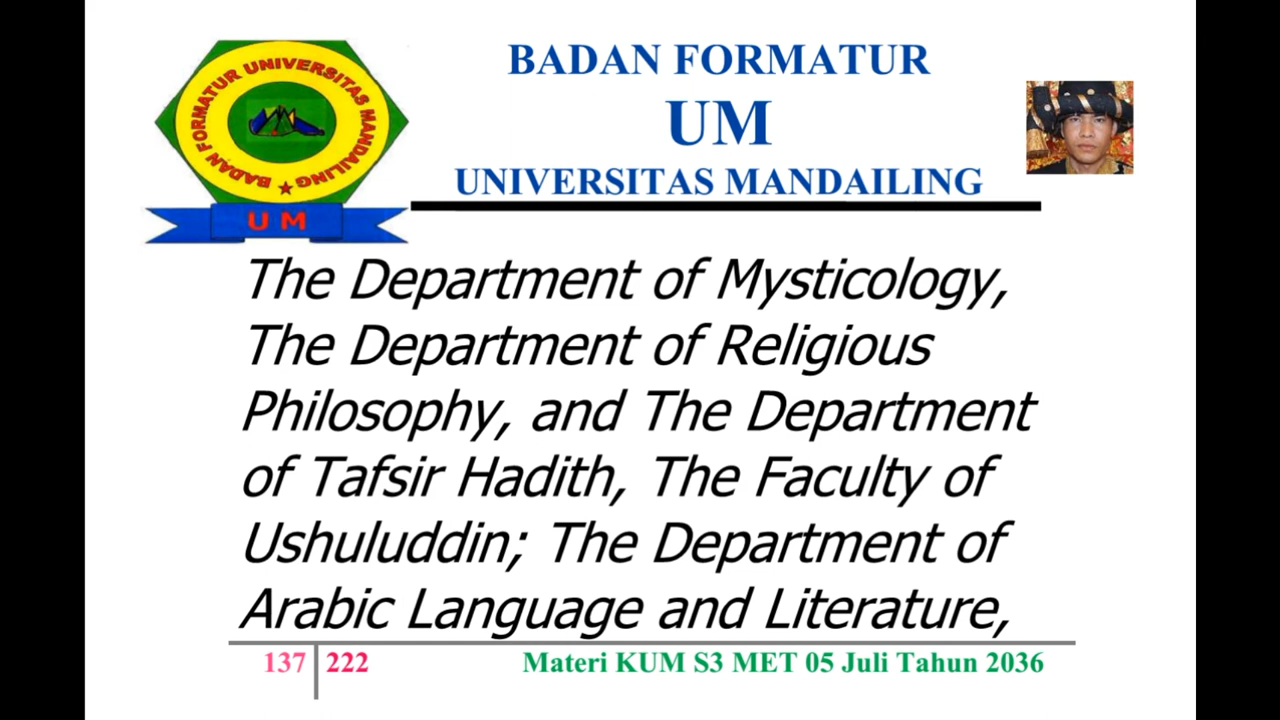 BADAN FORMATUR UNIVERSITAS MANDAILING
U M
BADAN FORMATUR
UM
UNIVERSITAS MANDAILING
The Department of Mysticology,
The Department of Religious
Philosophy, and The Department
of Tafsir Hadith, The Faculty of
Ushuluddin; The Department of
Arabic Language and Literature,
137 222 Materi KUM S3 MET 05 Juli Tahun 2036